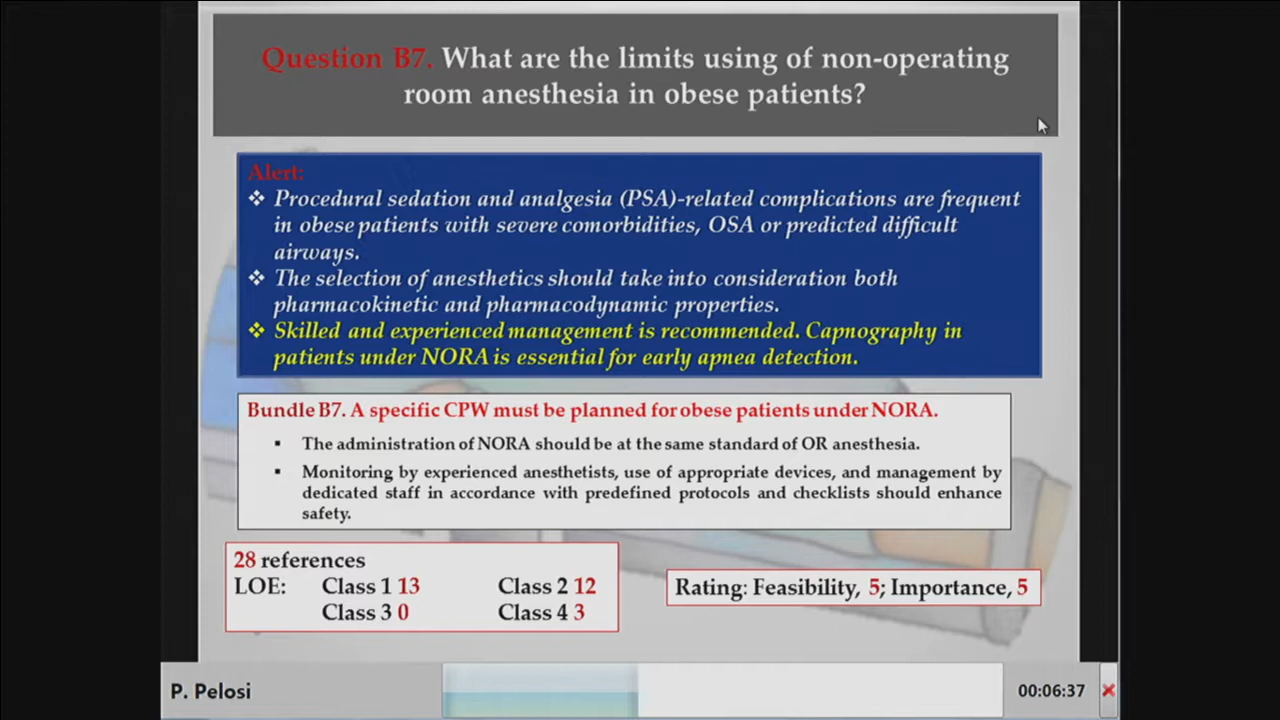 Question B7. What are the limits using of non-operating
room anesthesia in obese patients?
Alert:
❖ Procedural sedation and analgesia (PSA)-related complications are frequent
in obese patients with severe comorbidities, OSA or predicted difficult
airways.
❖ The selection of anesthetics should take into consideration both
pharmacokinetic and pharmacodynamic properties.
❖ Skilled and experienced management is recommended. Capnography in
patients under NORA is essential for early apnea detection.
Bundle B7. A specific CPW must be planned for obese patients under NORA.
▪ The administration of NORA should be at the same standard of OR anesthesia.
▪ Monitoring by experienced anesthetists, use of appropriate devices, and management by
dedicated staff in accordance with predefined protocols and checklists should enhance
safety.
28 references
LOE: Class 1 13 Class 2 12
Class 3 0 Class 4 3
Rating: Feasibility, 5; Importance, 5
P. Pelosi
00:06:37